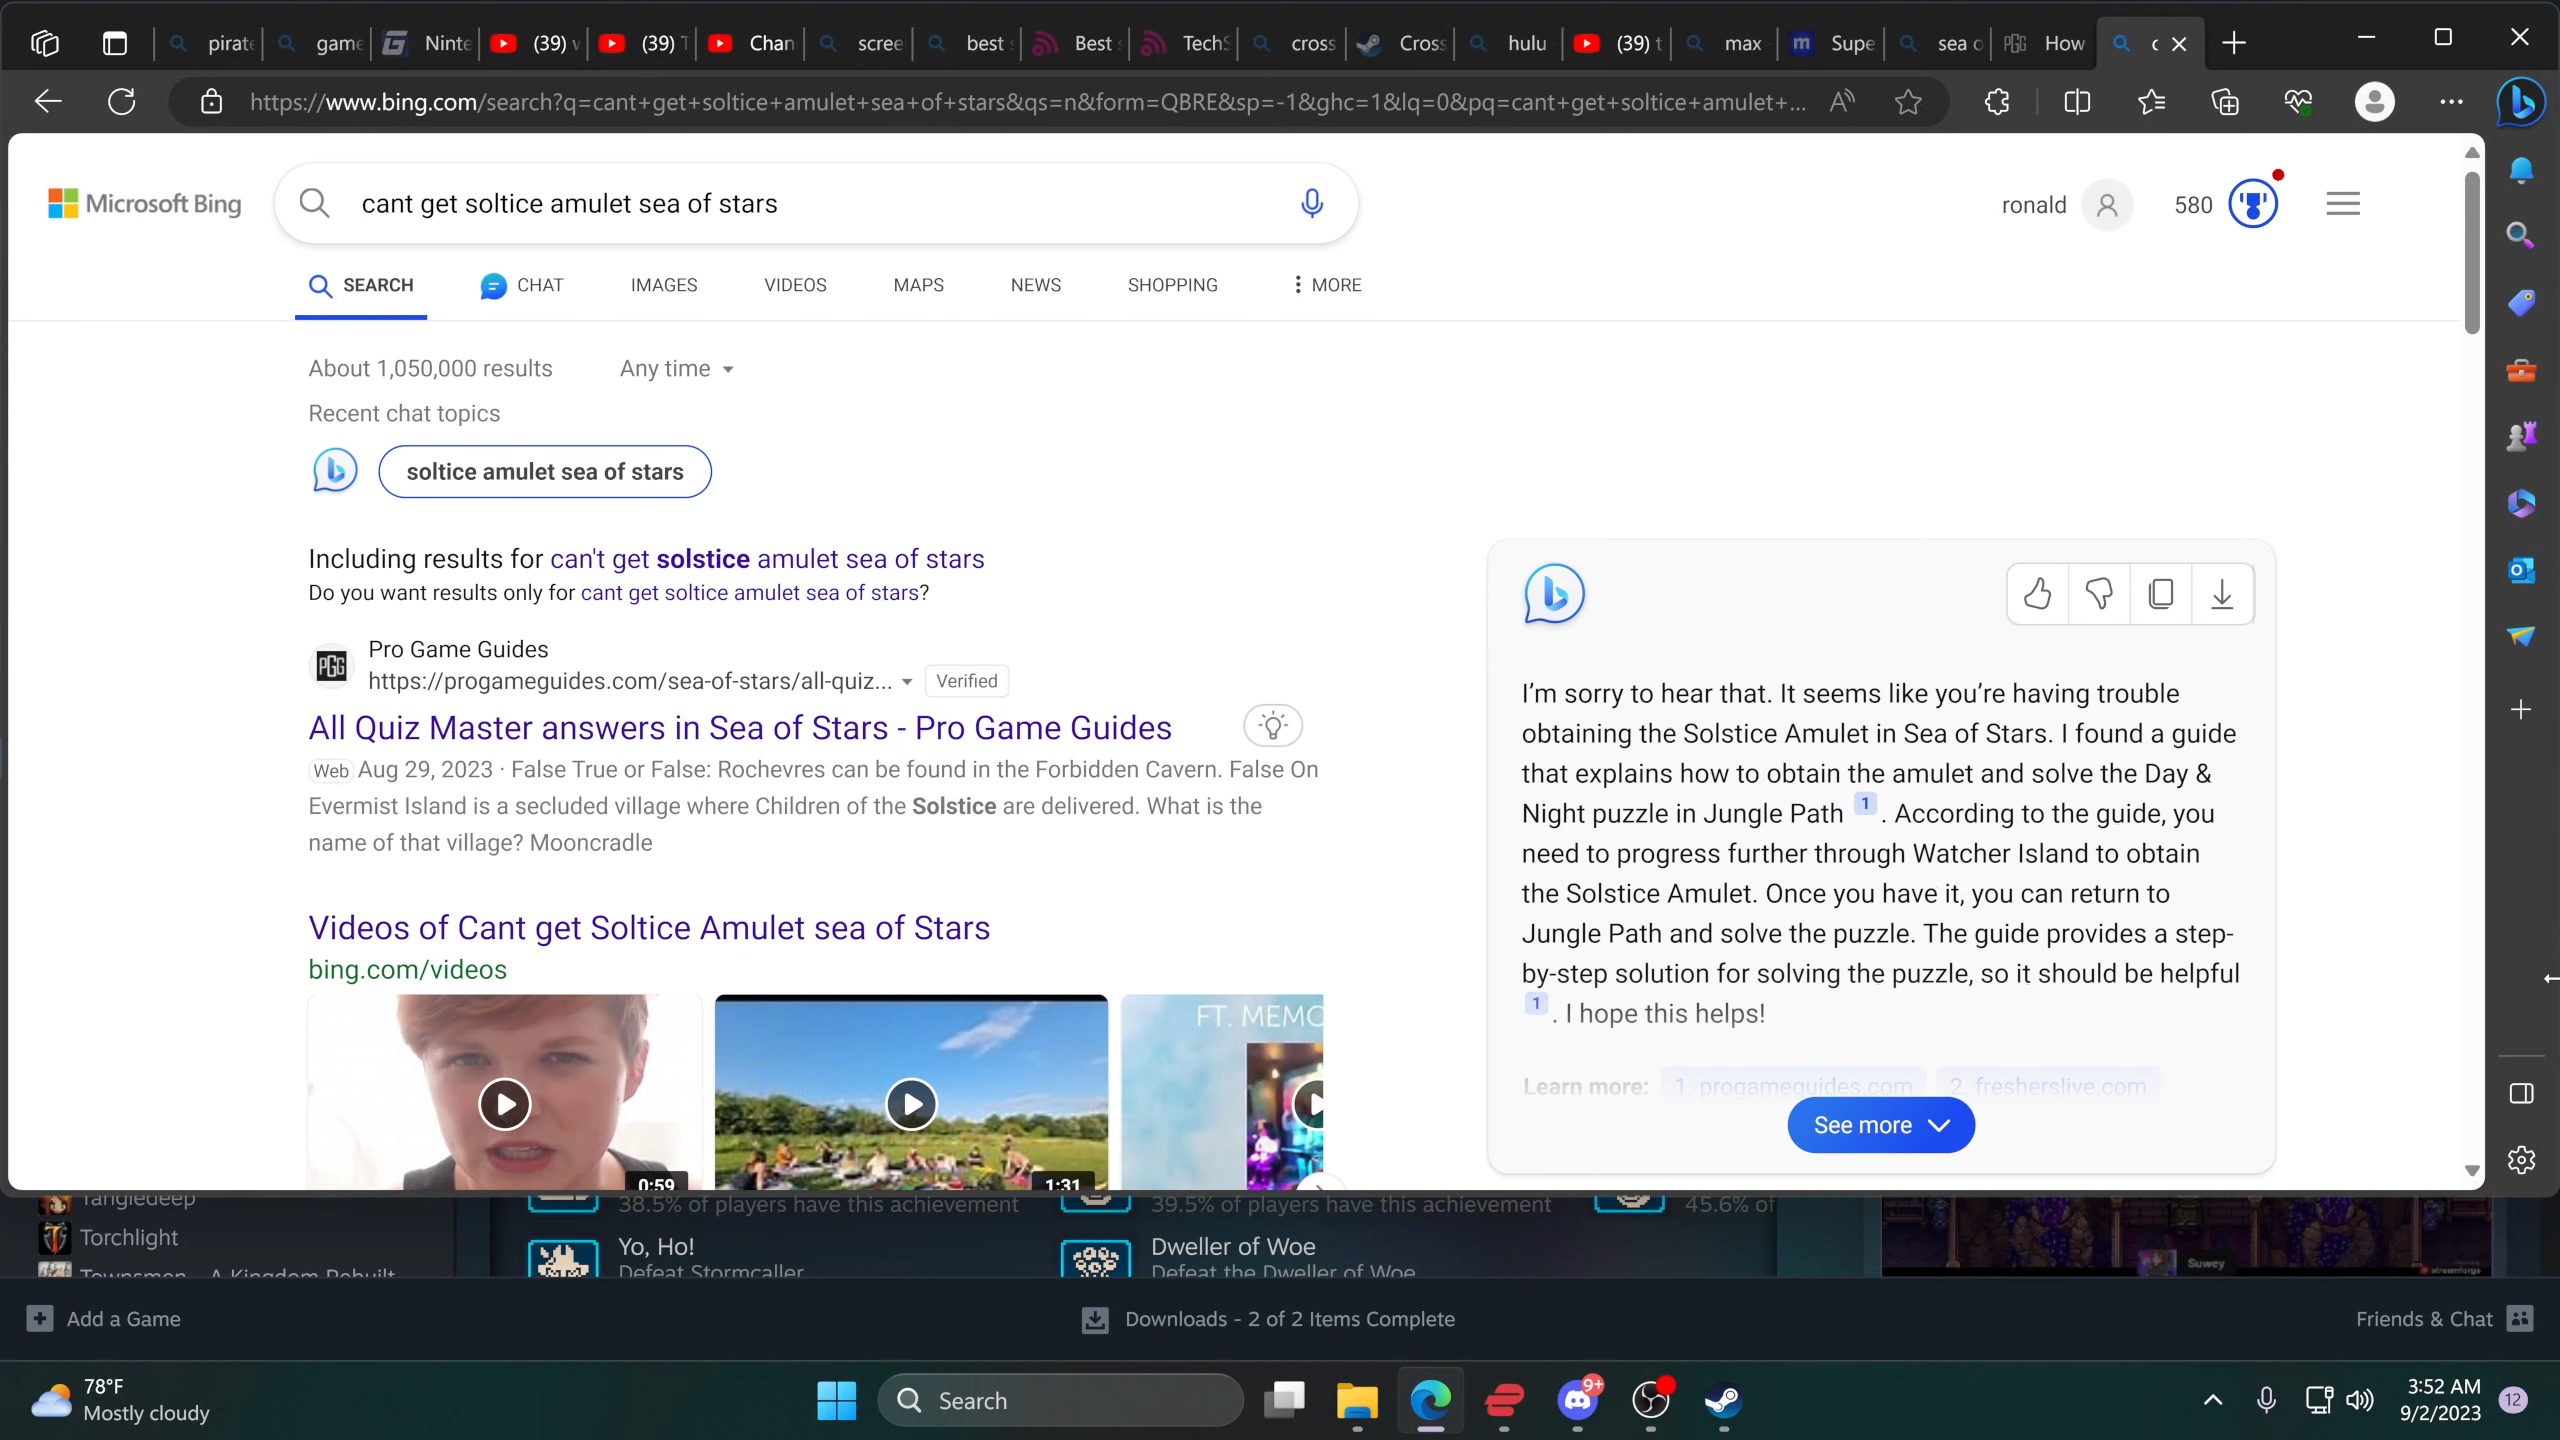 pirate
game
Ninte
(39) v
(39) T
Chan
scree
best
Best
Tech
cross
Cross
hulu
(39) t
max
Supe
sea o
How
https://www.bing.com/search?q=cant+get+soltice+amulet+sea+of+stars&qs=n&form=QBRE&sp=-1&ghc=1&lq=0&pq=cant+get+soltice+amulet+...
Microsoft Bing
cant get soltice amulet sea of stars
ronald
580
SEARCH
CHAT
IMAGES
VIDEOS
MAPS
NEWS
SHOPPING
MORE
About 1,050,000 results
Any time
Recent chat topics
soltice amulet sea of stars
Including results for can't get solstice amulet sea of stars
Do you want results only for cant get soltice amulet sea of stars?
PGG
Pro Game Guides
https://progameguides.com/sea-of-stars/all-quiz...
Verified
All Quiz Master answers in Sea of Stars - Pro Game Guides
Web Aug 29, 2023 · False True or False: Rochevres can be found in the Forbidden Cavern. False On
Evermist Island is a secluded village where Children of the Solstice are delivered. What is the
name of that village? Mooncradle
Videos of Cant get Soltice Amulet sea of Stars
bing.com/videos
0:59
1:31
FT. MEMO
I'm sorry to hear that. It seems like you're having trouble
obtaining the Solstice Amulet in Sea of Stars. I found a guide
that explains how to obtain the amulet and solve the Day &
Night puzzle in Jungle Path 1 . According to the guide, you
need to progress further through Watcher Island to obtain
the Solstice Amulet. Once you have it, you can return to
Jungle Path and solve the puzzle. The guide provides a step-
by-step solution for solving the puzzle, so it should be helpful
1 . I hope this helps!
Learn more: 1. progameguides.com 2. fresherslive.com
See more
Tangledeep
Torchlight
Townsmen - A Kingdom Rebuilt
38.5% of players have this achievement
39.5% of players have this achievement
45.6% of
Yo, Ho!
Defeat Stormcaller
Dweller of Woe
Defeat the Dweller of Woe
Suwey
Add a Game
Downloads - 2 of 2 Items Complete
Friends & Chat
78°F
Mostly cloudy
Search
9+
3:52 AM
9/2/2023
12